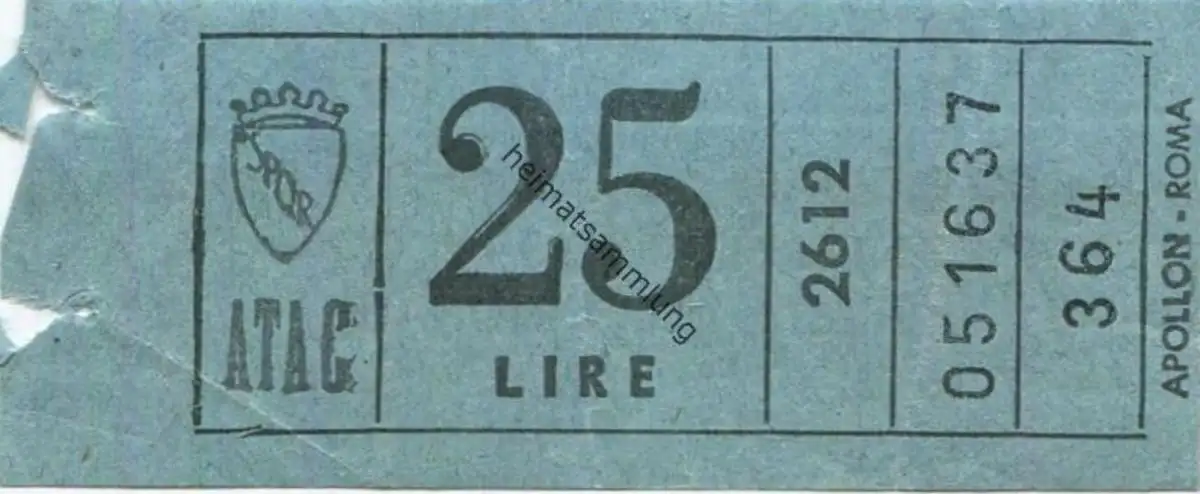 SPQR
ATAC
25
LIRE
2612
051637
364
APOLLON - ROMA
heimatsammlung